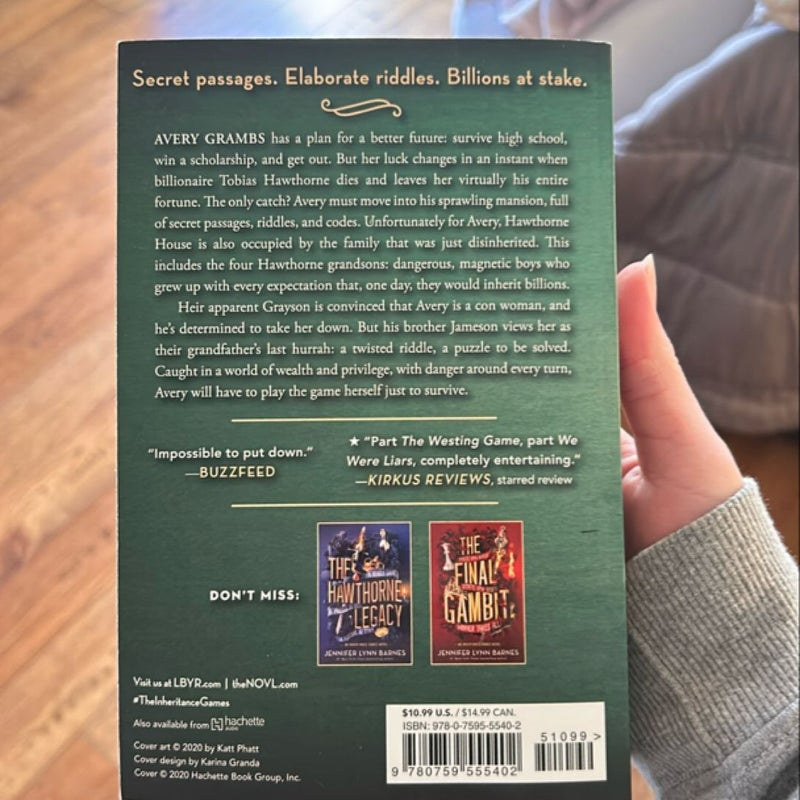 Secret passages. Elaborate riddles. Billions at stake.
AVERY GRAMBS has a plan for a better future: survive high school,
win a scholarship, and get out. But her luck changes in an instant when
billionaire Tobias Hawthorne dies and leaves her virtually his entire
fortune. The only catch? Avery must move into his sprawling mansion, full
of secret passages, riddles, and codes. Unfortunately for Avery, Hawthorne
House is also occupied by the family that was just disinherited. This
includes the four Hawthorne grandsons: dangerous, magnetic boys who
grew up with every expectation that, one day, they would inherit billions.
Heir apparent Grayson is convinced that Avery is a con woman, and
he's determined to take her down. But his brother Jameson views her as
their grandfather's last hurrah: a twisted riddle, a puzzle to be solved.
Caught in a world of wealth and privilege, with danger around every turn,
Avery will have to play the game herself just to survive.
"Impossible to put down."
—BUZZFEED
★ "Part The Westing Game, part We
Were Liars, completely entertaining."
—KIRKUS REVIEWS, starred review
DON'T MISS:
THE
HAWTHORNE
LEGACY
JENNIFER LYNN BARNES
THE
FINAL
GAMBIT
JENNIFER LYNN BARNES
Visit us at LBYR.com | theNOVL.com
#TheInheritanceGames
Also available from hachette
AUDIO
Cover art © 2020 by Katt Phatt
Cover design by Karina Granda
Cover © 2020 Hachette Book Group, Inc.
$10.99 U.S. / $14.99 CAN.
ISBN: 978-0-7595-5540-2
51099 >
9 780759 555402